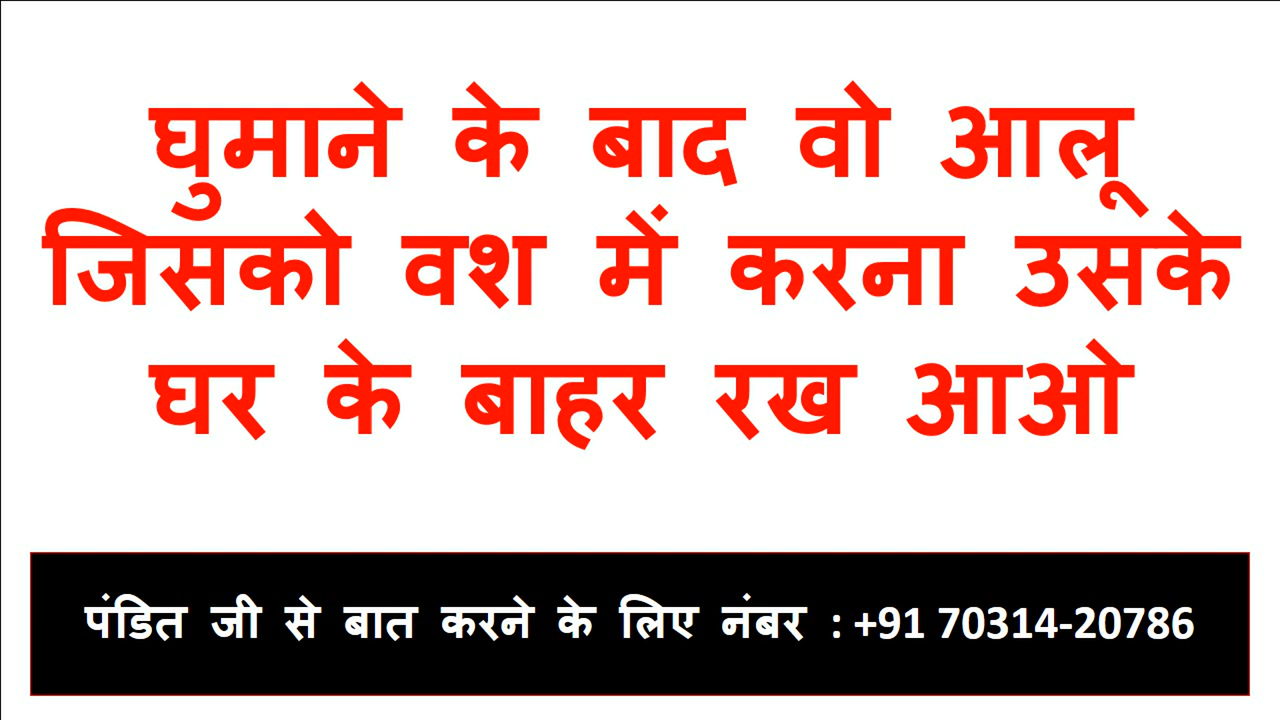 घुमाने के बाद वो आलू
जिसको वश में करना उसके
घर के बाहर रख आओ
पंडित जी से बात करने के लिए नंबर : +91 70314-20786